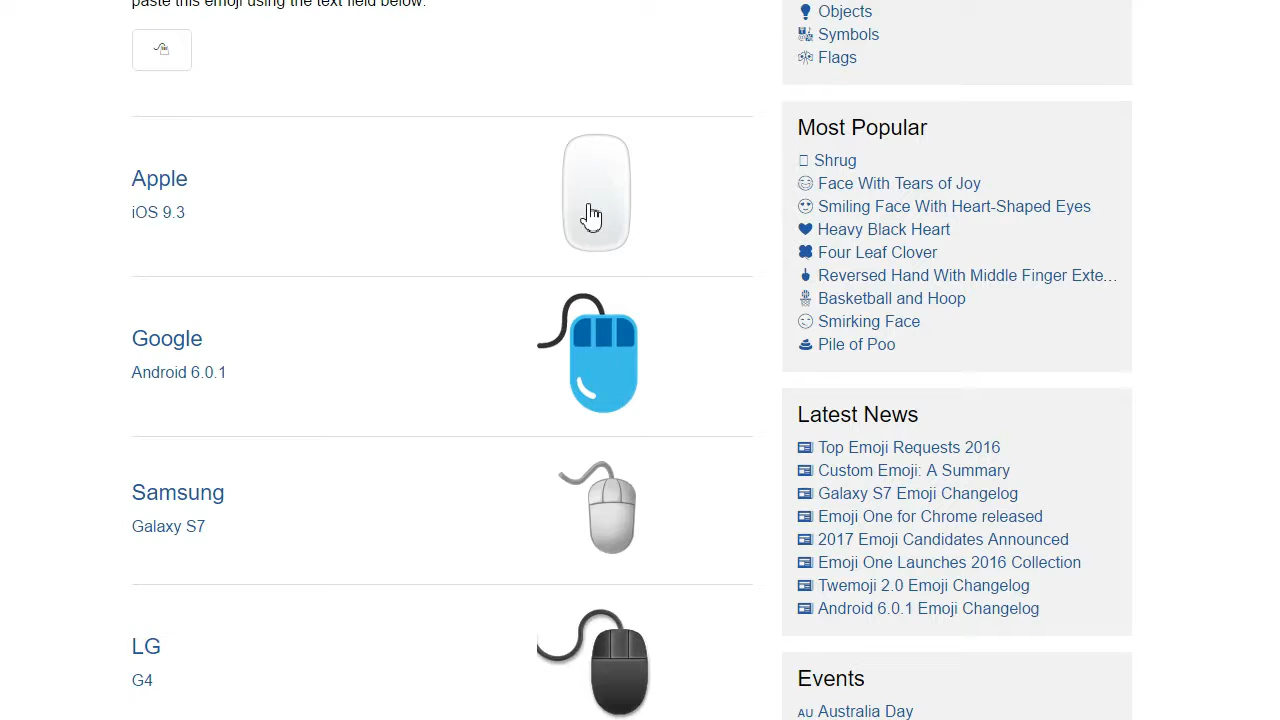 paste this emoji using the text field below.
Apple
iOS 9.3
Google
Android 6.0.1
Samsung
Galaxy S7
LG
G4
Objects
Symbols
Flags
Most Popular
Shrug
Face With Tears of Joy
Smiling Face With Heart-Shaped Eyes
Heavy Black Heart
Four Leaf Clover
Reversed Hand With Middle Finger Exte...
Basketball and Hoop
Smirking Face
Pile of Poo
Latest News
Top Emoji Requests 2016
Custom Emoji: A Summary
Galaxy S7 Emoji Changelog
Emoji One for Chrome released
2017 Emoji Candidates Announced
Emoji One Launches 2016 Collection
Twemoji 2.0 Emoji Changelog
Android 6.0.1 Emoji Changelog
Events
AU Australia Day